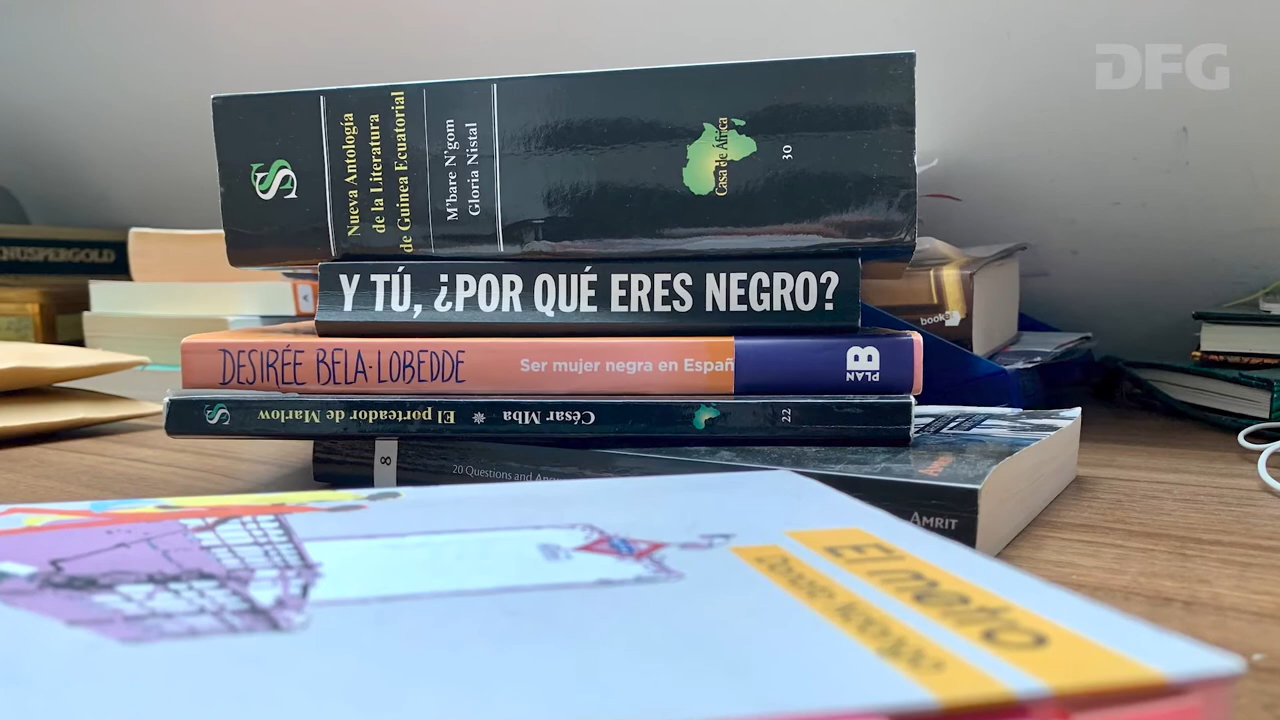 DFG
Nueva Antología
de la Literatura
de Guinea Ecuatorial
M'bare N'gom
Gloria Nistal
Casa de África
30
Y TÚ, ¿POR QUÉ ERES NEGRO?
DESIRÉE BELA-LOBEDDE
Ser mujer negra en Españ
PLAN B
El porteador de Marlow
César Mba
22
8
20 Questions and
AMRIT
books
NUSPERGOLD
El metro